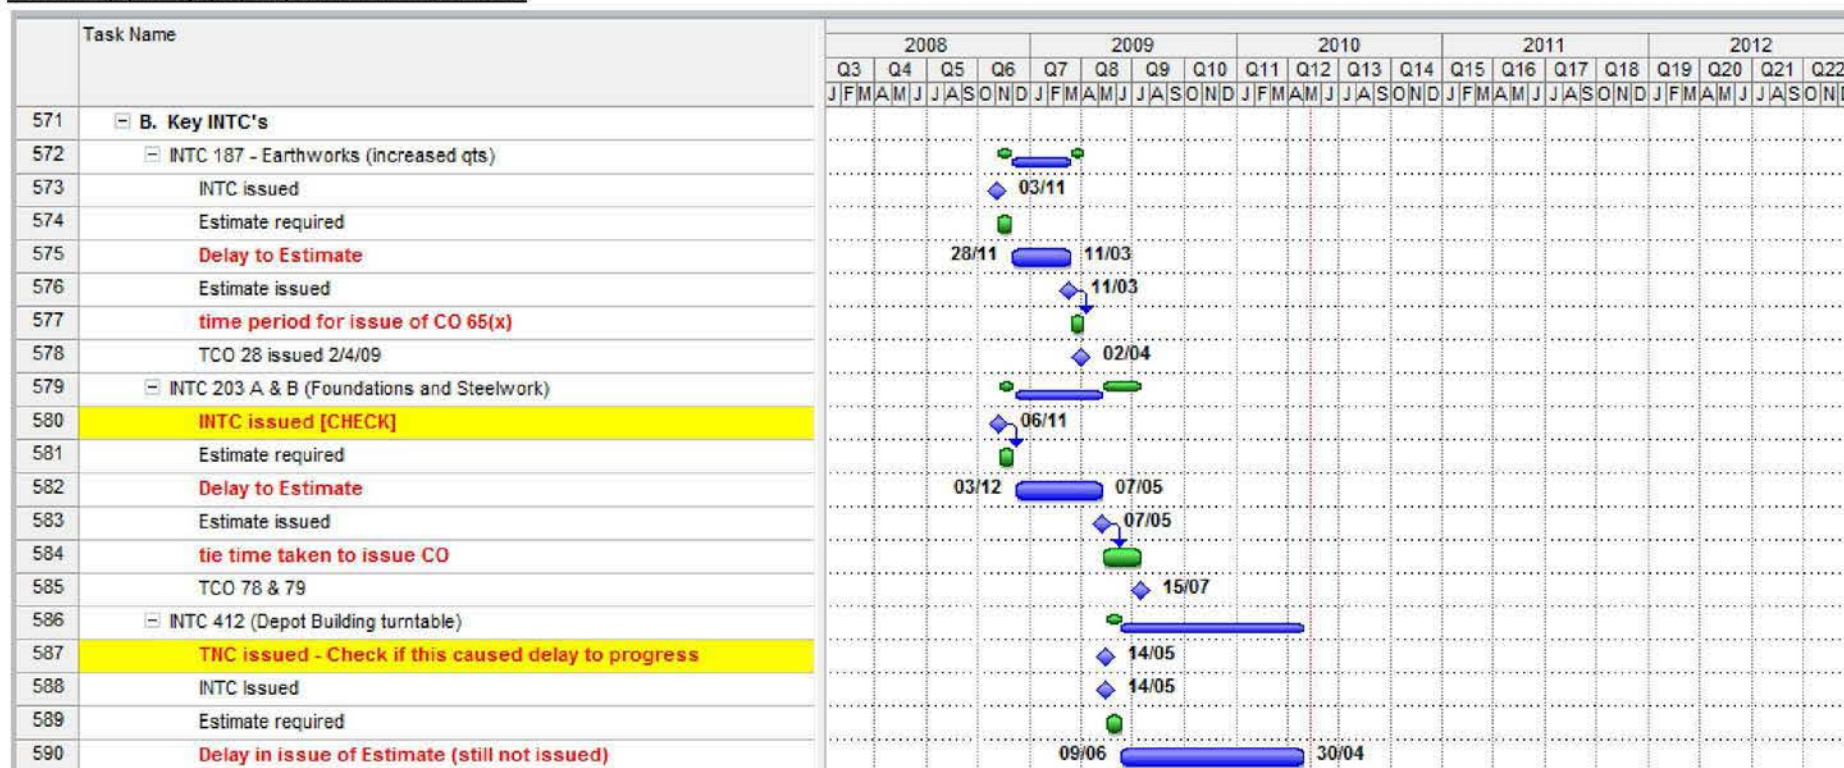 Task Name
2008 2009 2010 2011 2012
Q3 Q4 Q5 Q6 Q7 Q8 Q9 Q10 Q11 Q12 Q13 Q14 Q15 Q16 Q17 Q18 Q19 Q20 Q21 Q22
J F M A M J J A S O N D J F M A M J J A S O N D J F M A M J J A S O N D J F M A M J J A S O N D J F M A M J J A S O N D
571 B. Key INTC's
572 INTC 187 - Earthworks (increased qts)
573 INTC issued 03/11
574 Estimate required
575 Delay to Estimate 28/11 11/03
576 Estimate issued 11/03
577 time period for issue of CO 65(x)
578 TCO 28 issued 2/4/09 02/04
579 INTC 203 A & B (Foundations and Steelwork)
580 INTC issued [CHECK] 06/11
581 Estimate required
582 Delay to Estimate 03/12 07/05
583 Estimate issued 07/05
584 tie time taken to issue CO
585 TCO 78 & 79 15/07
586 INTC 412 (Depot Building turntable)
587 TNC issued - Check if this caused delay to progress 14/05
588 INTC Issued 14/05
589 Estimate required
590 Delay in issue of Estimate (still not issued) 09/06 30/04